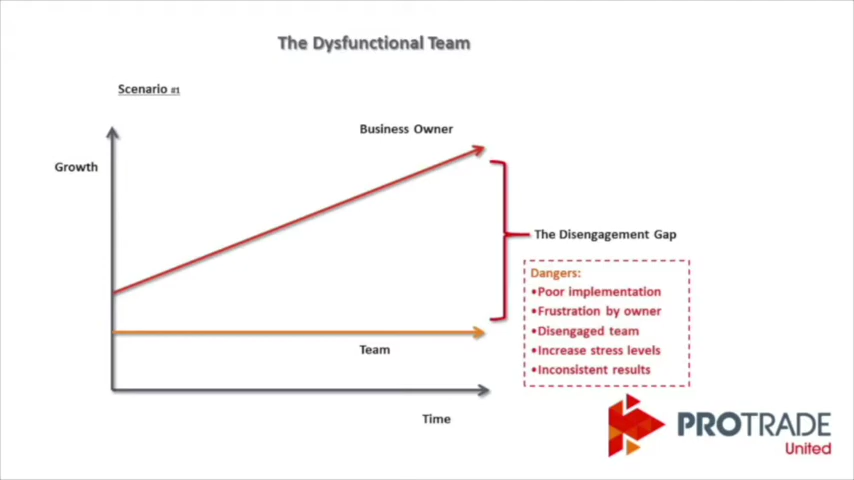 The Dysfunctional Team
Scenario #1
Business Owner
Growth
The Disengagement Gap
Dangers:
•Poor implementation
•Frustration by owner
•Disengaged team
•Increase stress levels
•Inconsistent results
Team
Time
PROTRADE
United